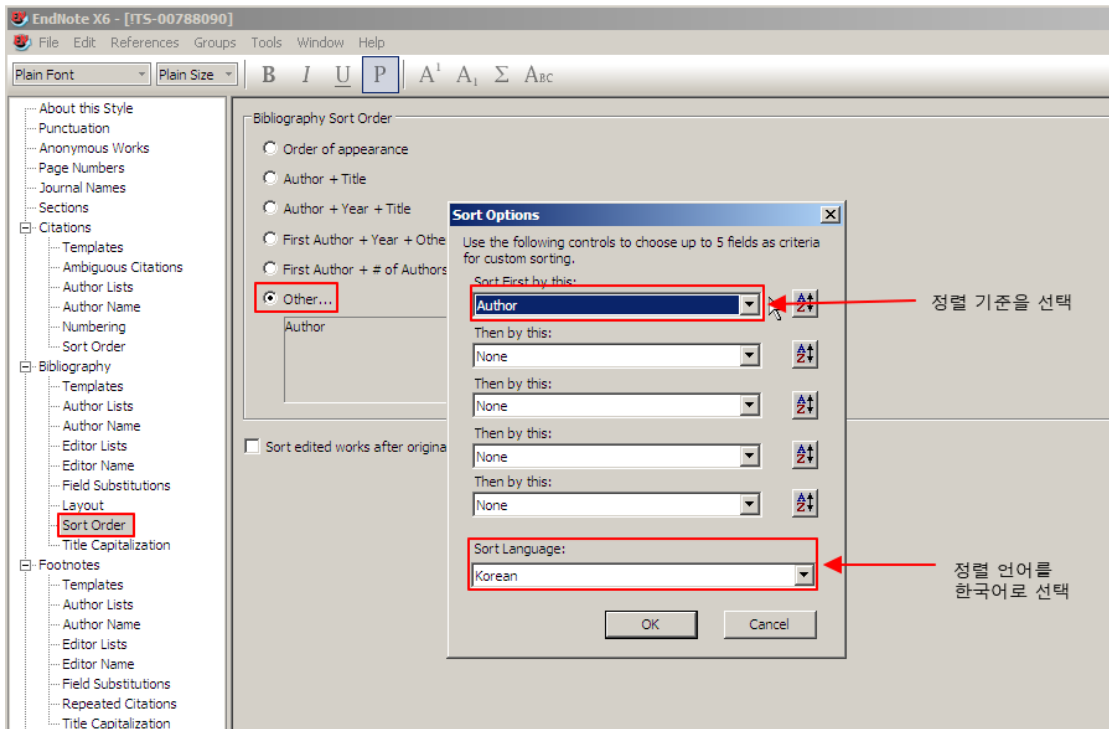 EndNote X6 - [!TS-00788090]
File Edit References Groups Tools Window Help
Plain Font Plain Size B I U P A¹ A₁ Σ Aʙᴄ
About this Style
Punctuation
Anonymous Works
Page Numbers
Journal Names
Sections
Citations
Templates
Ambiguous Citations
Author Lists
Author Name
Numbering
Sort Order
Bibliography
Templates
Author Lists
Author Name
Editor Lists
Editor Name
Field Substitutions
Layout
Sort Order
Title Capitalization
Footnotes
Templates
Author Lists
Author Name
Editor Lists
Editor Name
Field Substitutions
Repeated Citations
Title Capitalization
Bibliography Sort Order
Order of appearance
Author + Title
Author + Year + Title
First Author + Year + Othe
First Author + # of Authors
Other...
Author
Sort edited works after origina
Sort Options
Use the following controls to choose up to 5 fields as criteria
for custom sorting.
Sort First by this:
Author
Then by this:
None
Then by this:
None
Then by this:
None
Then by this:
None
Sort Language:
Korean
OK Cancel
정렬 기준을 선택
정렬 언어를
한국어로 선택